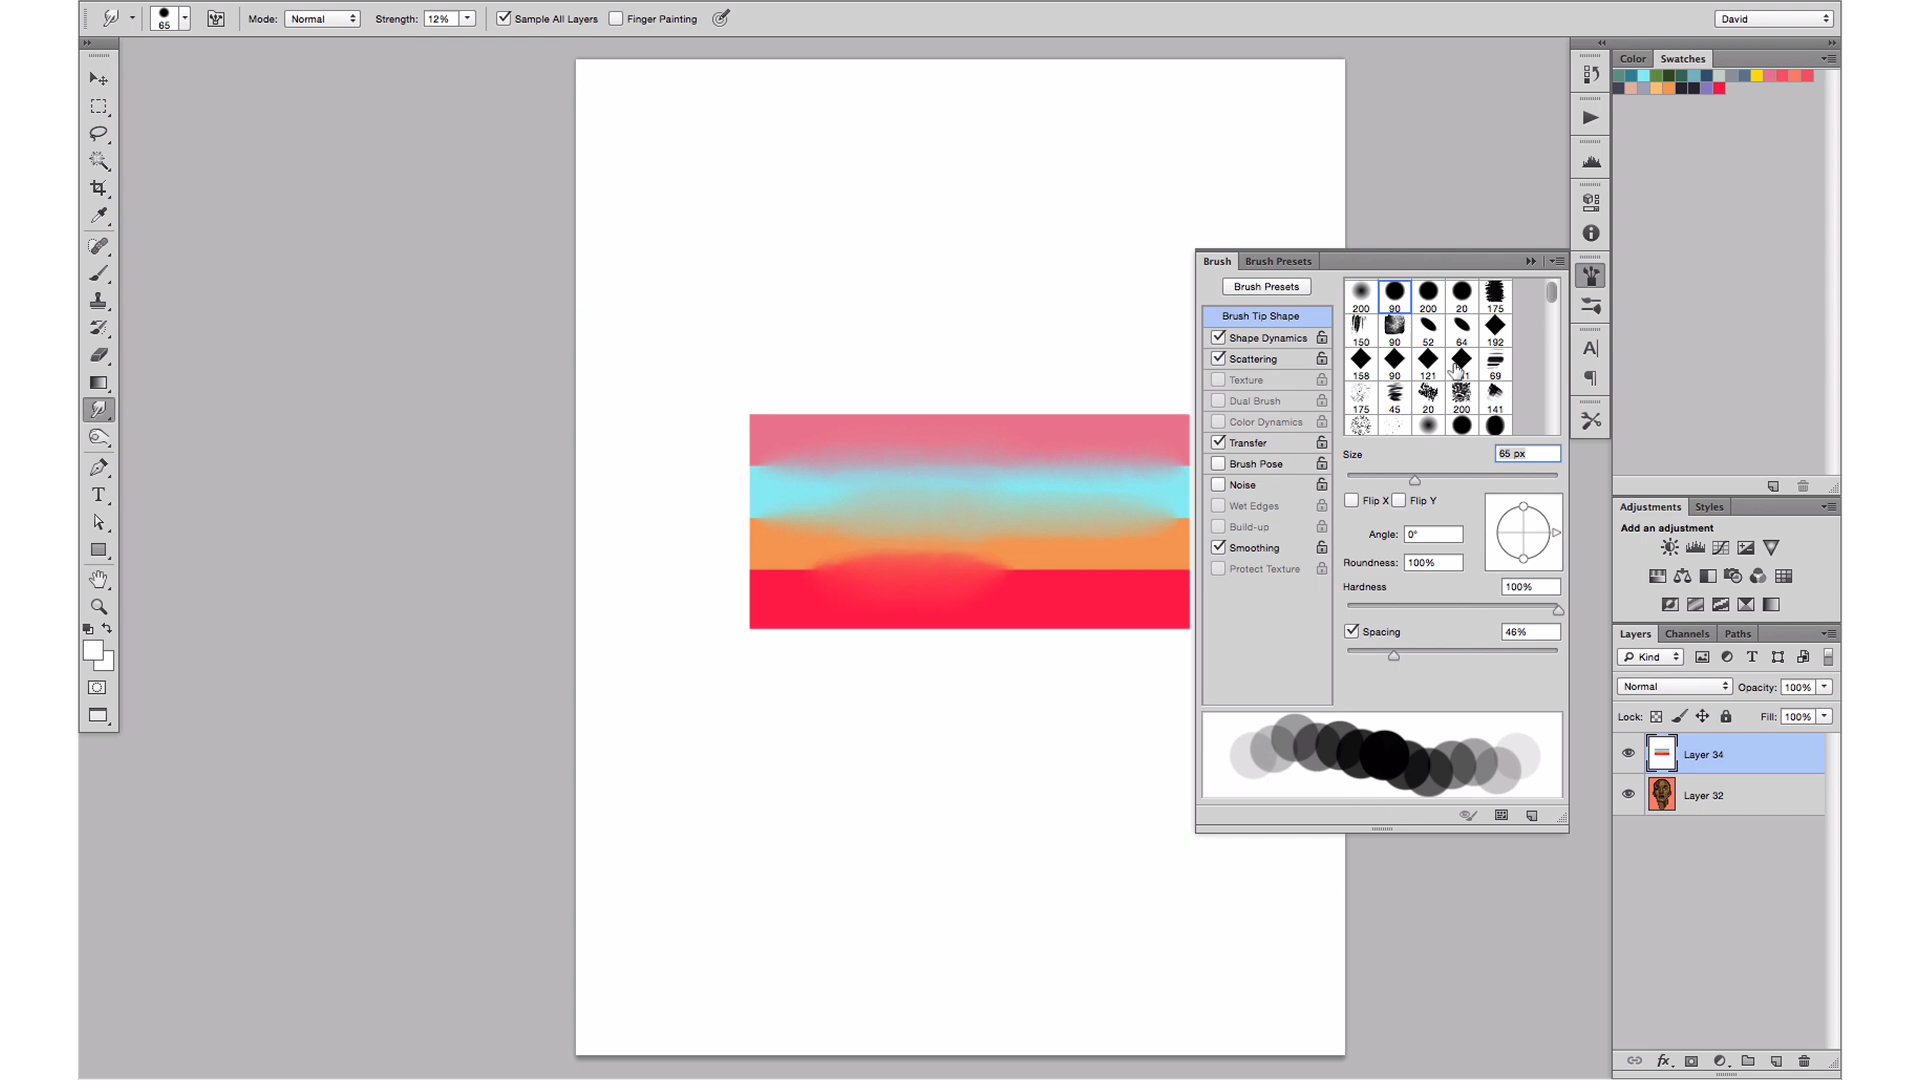 65 Mode: Normal Strength: 12% Sample All Layers Finger Painting David
Color Swatches
Brush Brush Presets
Brush Presets
Brush Tip Shape
Shape Dynamics
Scattering
Texture
Dual Brush
Color Dynamics
Transfer
Brush Pose
Noise
Wet Edges
Build-up
Smoothing
Protect Texture
200 90 200 20 175
150 90 52 64 192
158 90 121 69
175 45 20 200 141
Size 65 px
Flip X Flip Y
Angle: 0°
Roundness: 100%
Hardness 100%
Spacing 46%
Adjustments Styles
Add an adjustment
Layers Channels Paths
Kind
Normal Opacity: 100%
Lock: Fill: 100%
Layer 34
Layer 32
fx